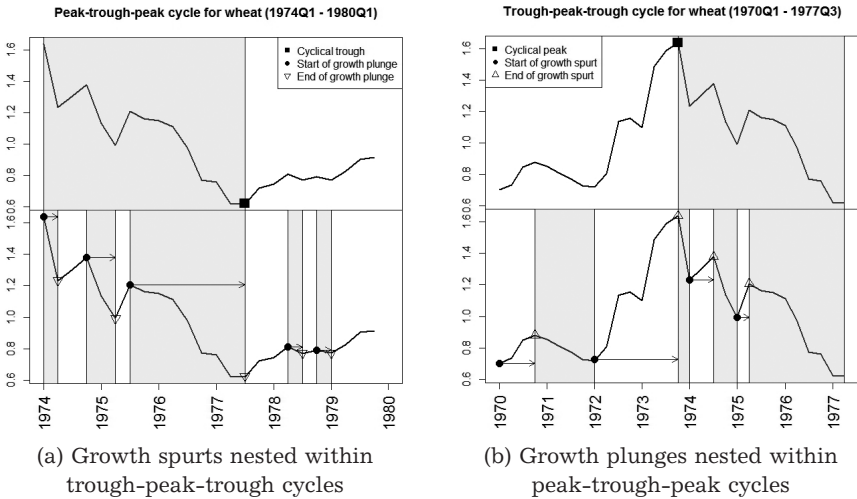 Peak-trough-peak cycle for wheat (1974Q1 - 1980Q1)
1.6
1.4
1.2
1.0
0.8
0.6
■ Cyclical trough
● Start of growth plunge
▽ End of growth plunge
1.6
1.4
1.2
1.0
0.8
0.6
1974 1975 1976 1977 1978 1979 1980
(a) Growth spurts nested within
trough-peak-trough cycles
Trough-peak-trough cycle for wheat (1970Q1 - 1977Q3)
1.6
1.4
1.2
1.0
0.8
0.6
■ Cyclical peak
● Start of growth spurt
△ End of growth spurt
1.6
1.4
1.2
1.0
0.8
0.6
1970 1971 1972 1973 1974 1975 1976 1977
(b) Growth plunges nested within
peak-trough-peak cycles